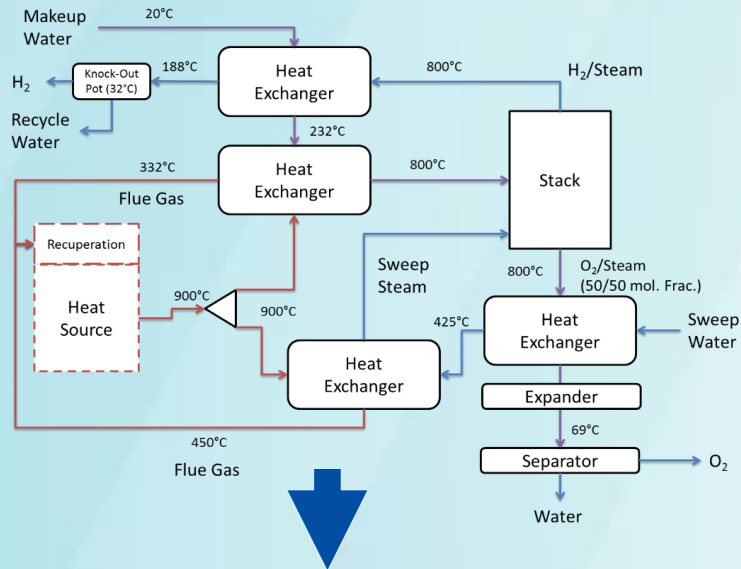 Makeup
Water
20°C
H₂
Knock-Out
Pot (32°C)
188°C
Heat
Exchanger
800°C
H₂/Steam
Recycle
Water
232°C
332°C
Flue Gas
Heat
Exchanger
800°C
Stack
Recuperation
Heat
Source
900°C
900°C
Sweep
Steam
800°C
O₂/Steam
(50/50 mol. Frac.)
425°C
Heat
Exchanger
Sweep
Water
Heat
Exchanger
Expander
69°C
450°C
Flue Gas
Separator
O₂
Water